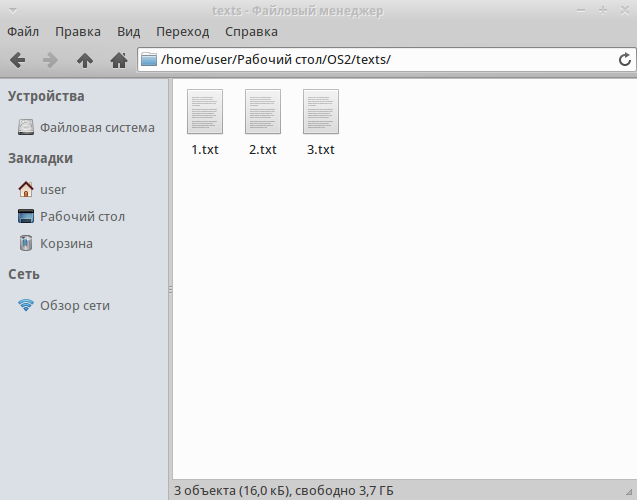 texts - Файловый менеджер
Файл Правка Вид Переход Справка
/home/user/Рабочий стол/OS2/texts/
Устройства
Файловая система
Закладки
user
Рабочий стол
Корзина
Сеть
Обзор сети
1.txt 2.txt 3.txt
3 объекта (16,0 кБ), свободно 3,7 ГБ